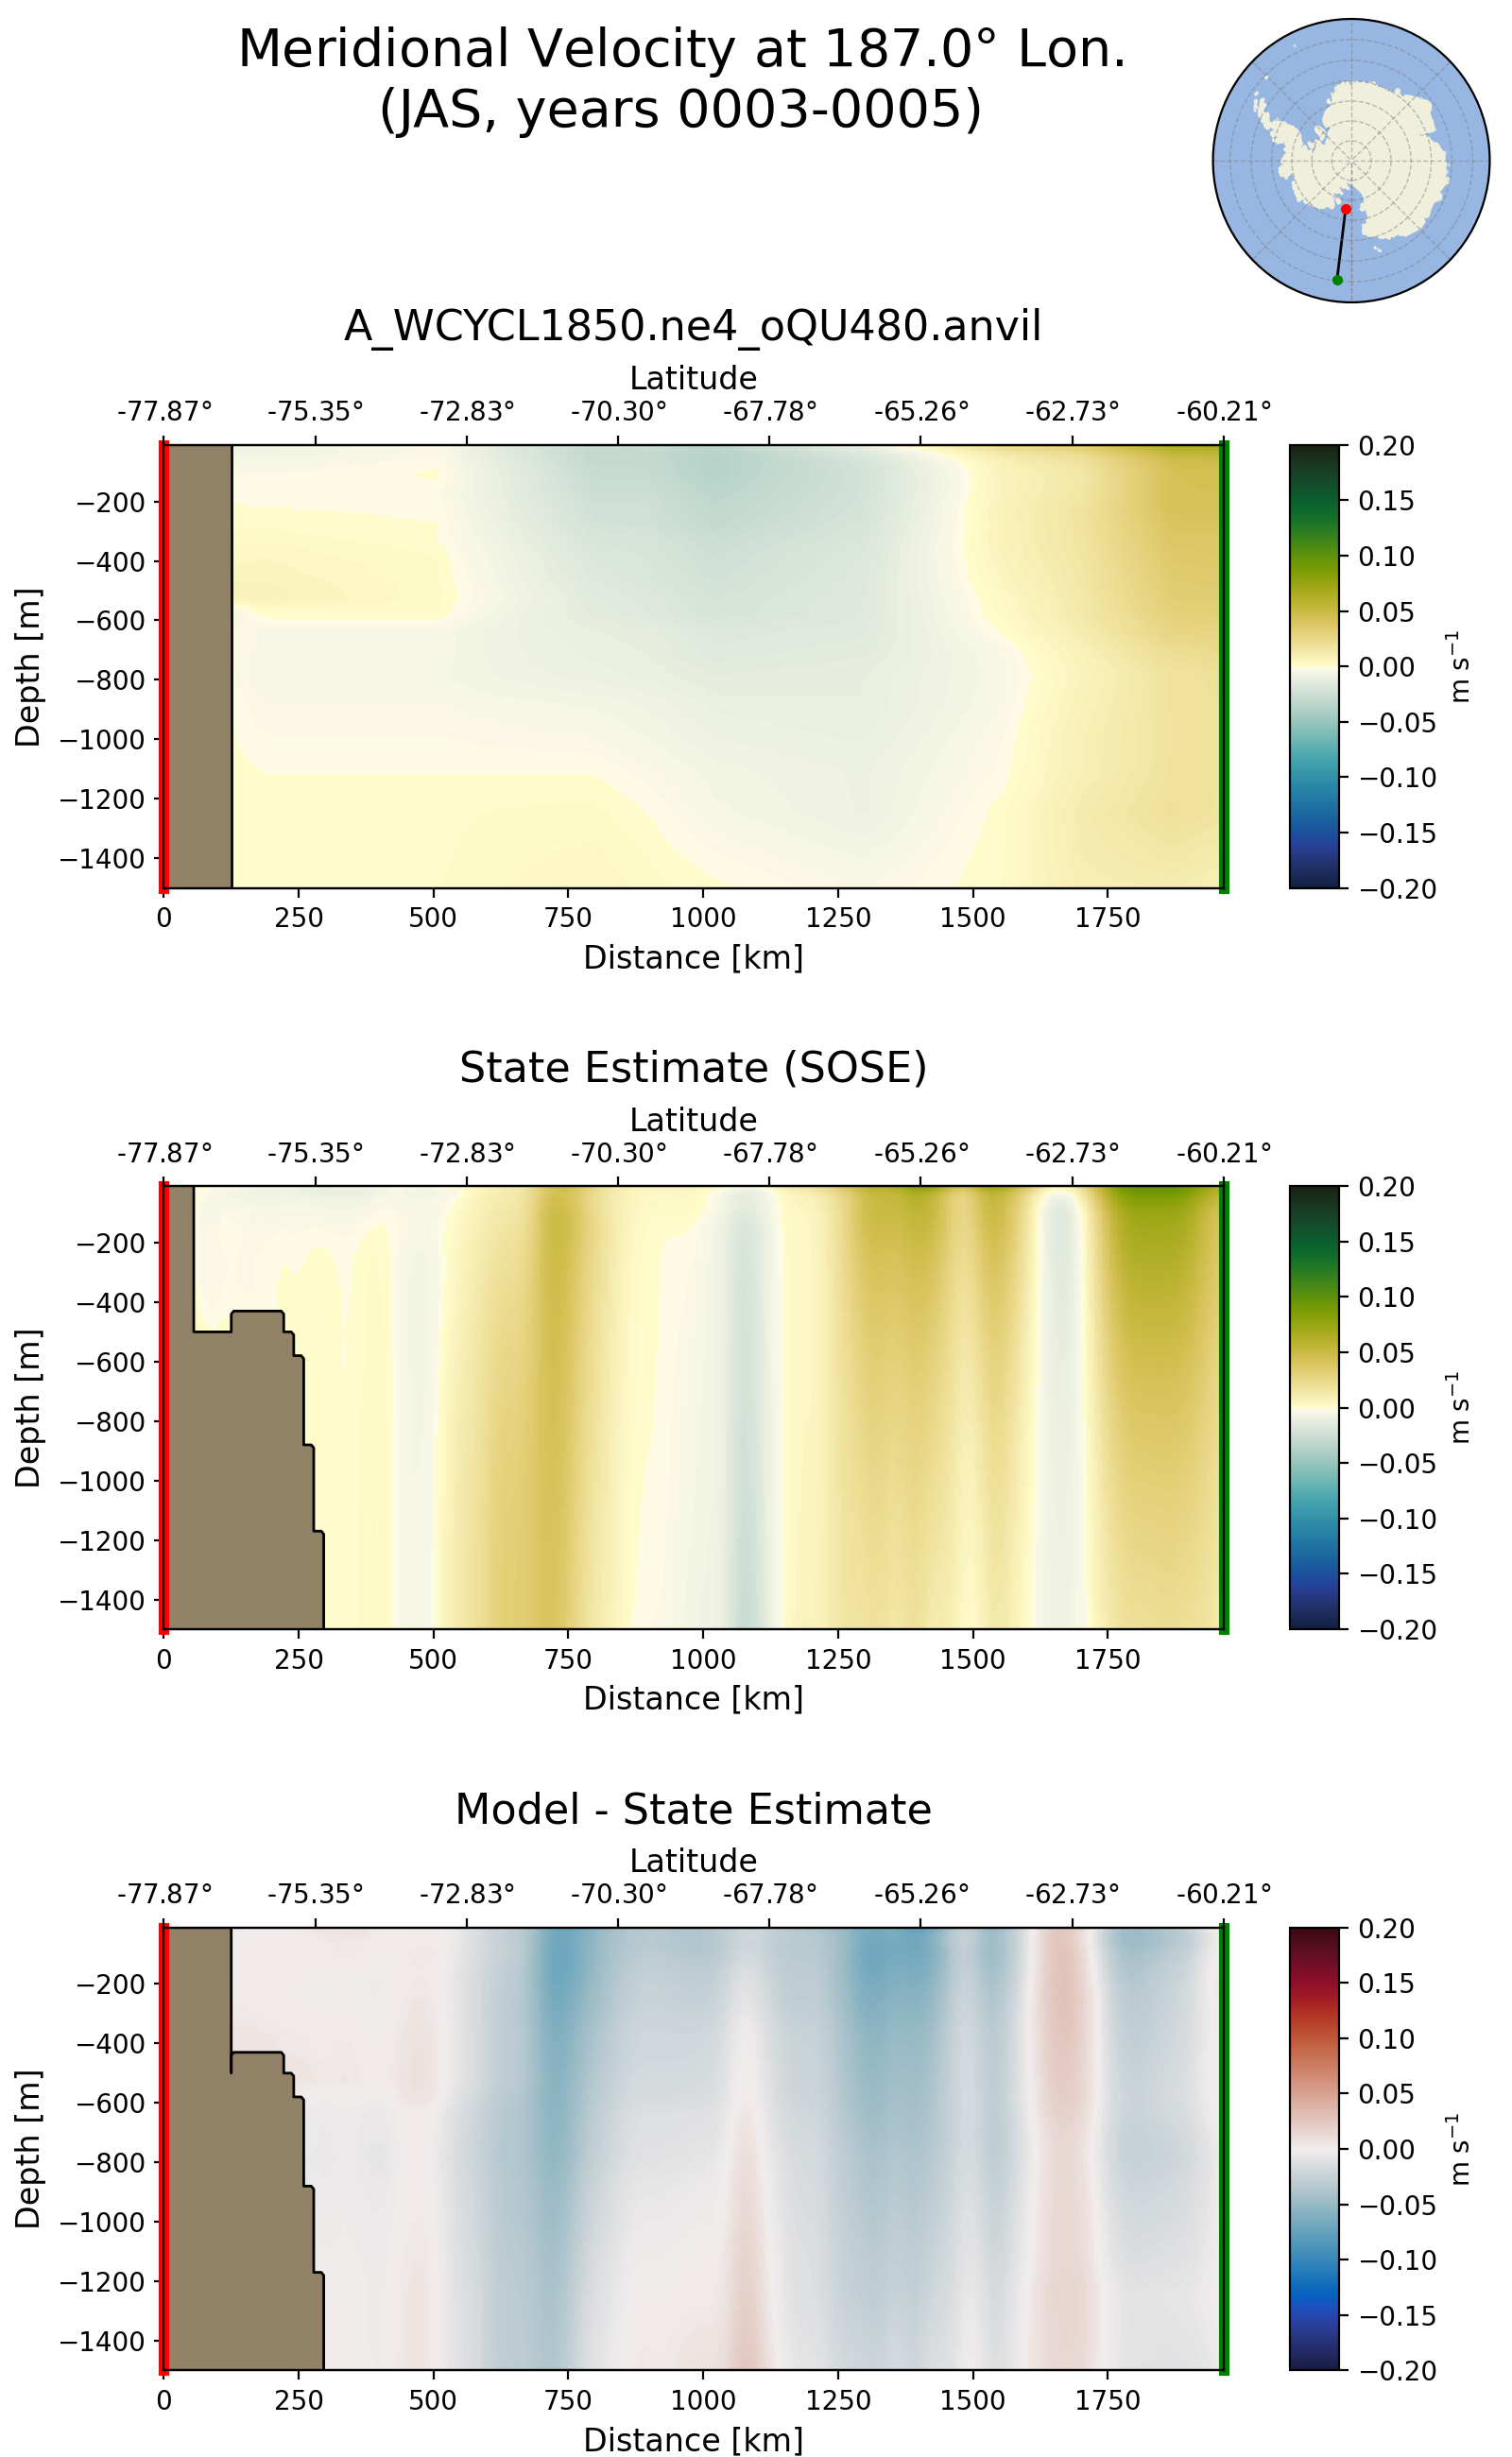 Meridional Velocity at 187.0° Lon.
(JAS, years 0003-0005)
A_WCYCL1850.ne4_oQU480.anvil
Latitude
-77.87° -75.35° -72.83° -70.30° -67.78° -65.26° -62.73° -60.21°
Depth [m]
−200
−400
−600
−800
−1000
−1200
−1400
0 250 500 750 1000 1250 1500 1750
Distance [km]
0.20
0.15
0.10
0.05
0.00
−0.05
−0.10
−0.15
−0.20
m s⁻¹
State Estimate (SOSE)
Latitude
-77.87° -75.35° -72.83° -70.30° -67.78° -65.26° -62.73° -60.21°
Depth [m]
−200
−400
−600
−800
−1000
−1200
−1400
0 250 500 750 1000 1250 1500 1750
Distance [km]
0.20
0.15
0.10
0.05
0.00
−0.05
−0.10
−0.15
−0.20
m s⁻¹
Model - State Estimate
Latitude
-77.87° -75.35° -72.83° -70.30° -67.78° -65.26° -62.73° -60.21°
Depth [m]
−200
−400
−600
−800
−1000
−1200
−1400
0 250 500 750 1000 1250 1500 1750
Distance [km]
0.20
0.15
0.10
0.05
0.00
−0.05
−0.10
−0.15
−0.20
m s⁻¹